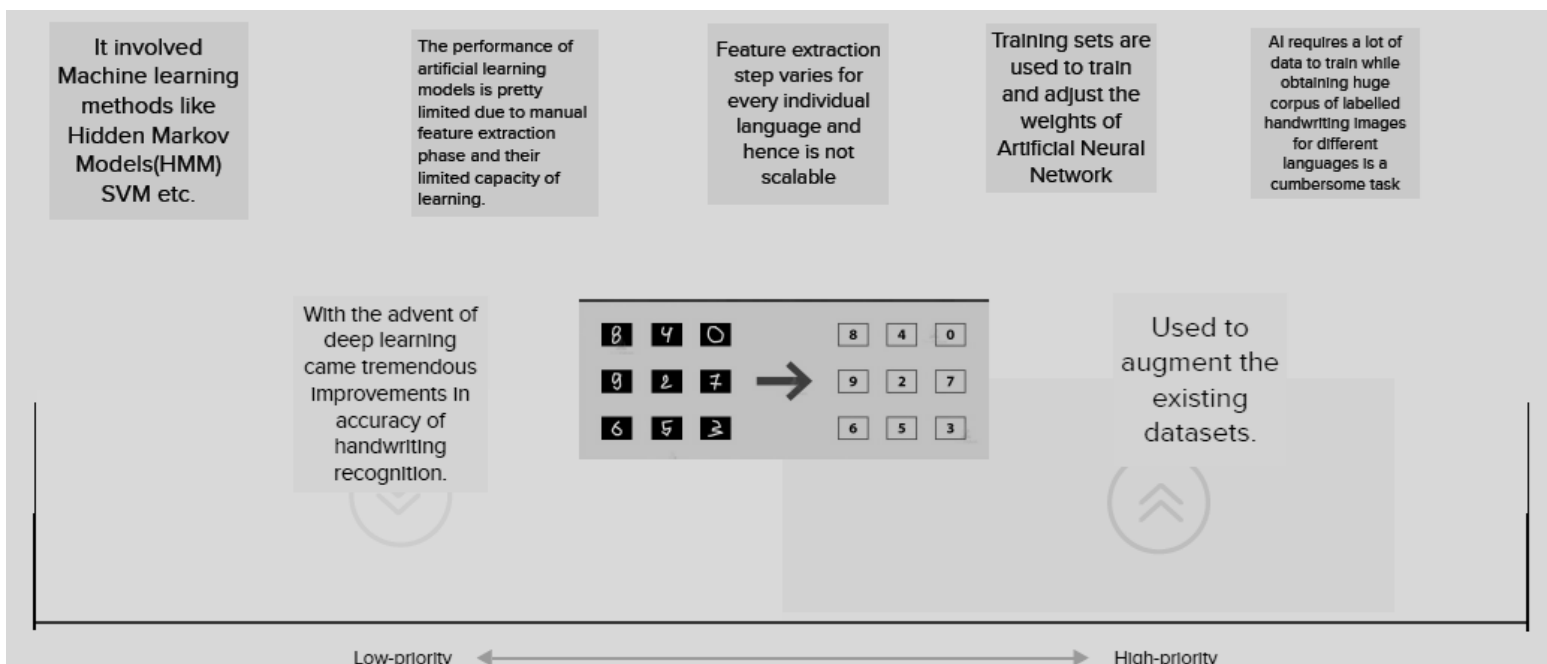 It involved
Machine learning
methods like
Hidden Markov
Models(HMM)
SVM etc.
The performance of
artificial learning
models is pretty
limited due to manual
feature extraction
phase and their
limited capacity of
learning.
Feature extraction
step varies for
every individual
language and
hence is not
scalable
Training sets are
used to train
and adjust the
weights of
Artificial Neural
Network
AI requires a lot of
data to train while
obtaining huge
corpus of labelled
handwriting images
for different
languages is a
cumbersome task
With the advent of
deep learning
came tremendous
improvements in
accuracy of
handwriting
recognition.
8 4 0
9 2 7
6 5 3
8 4 0
9 2 7
6 5 3
Used to
augment the
existing
datasets.
Low-priority
High-priority